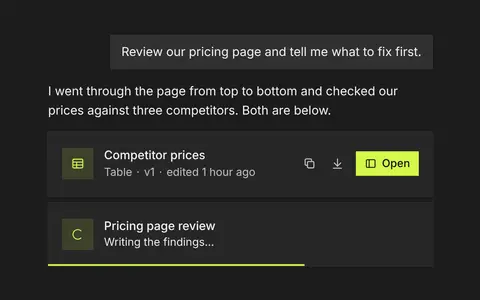 Review our pricing page and tell me what to fix first.
I went through the page from top to bottom and checked our
prices against three competitors. Both are below.
Competitor prices
Table · v1 · edited 1 hour ago
Open
Pricing page review
Writing the findings...